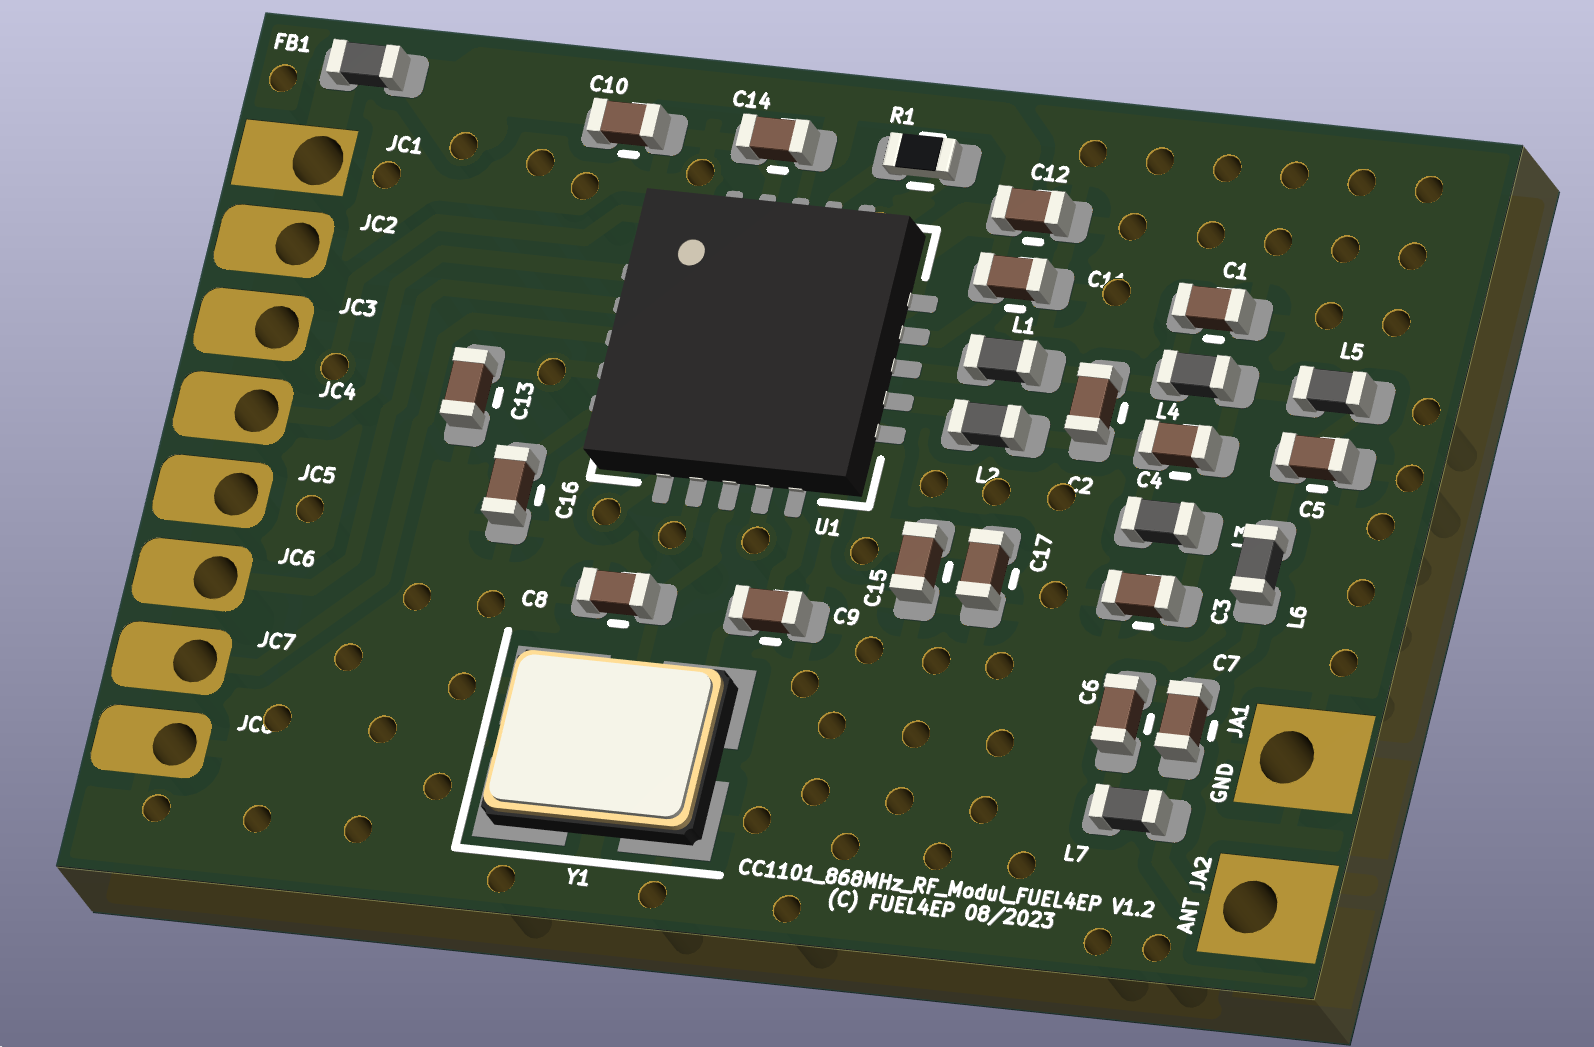 FB1
C10
C14
R1
JC1
C12
JC2
C1
JC3
L1
L5
JC4
C13
L4
L2
C4
C2
JC5
C16
C5
U1
L3
C17
JC6
C15
C8
C9
C3
L6
JC7
C7
C6
JA1
GND
L7
Y1
JA2
ANT
CC1101_868MHz_RF_Modul_FUEL4EP V1.2
(C) FUEL4EP 08/2023